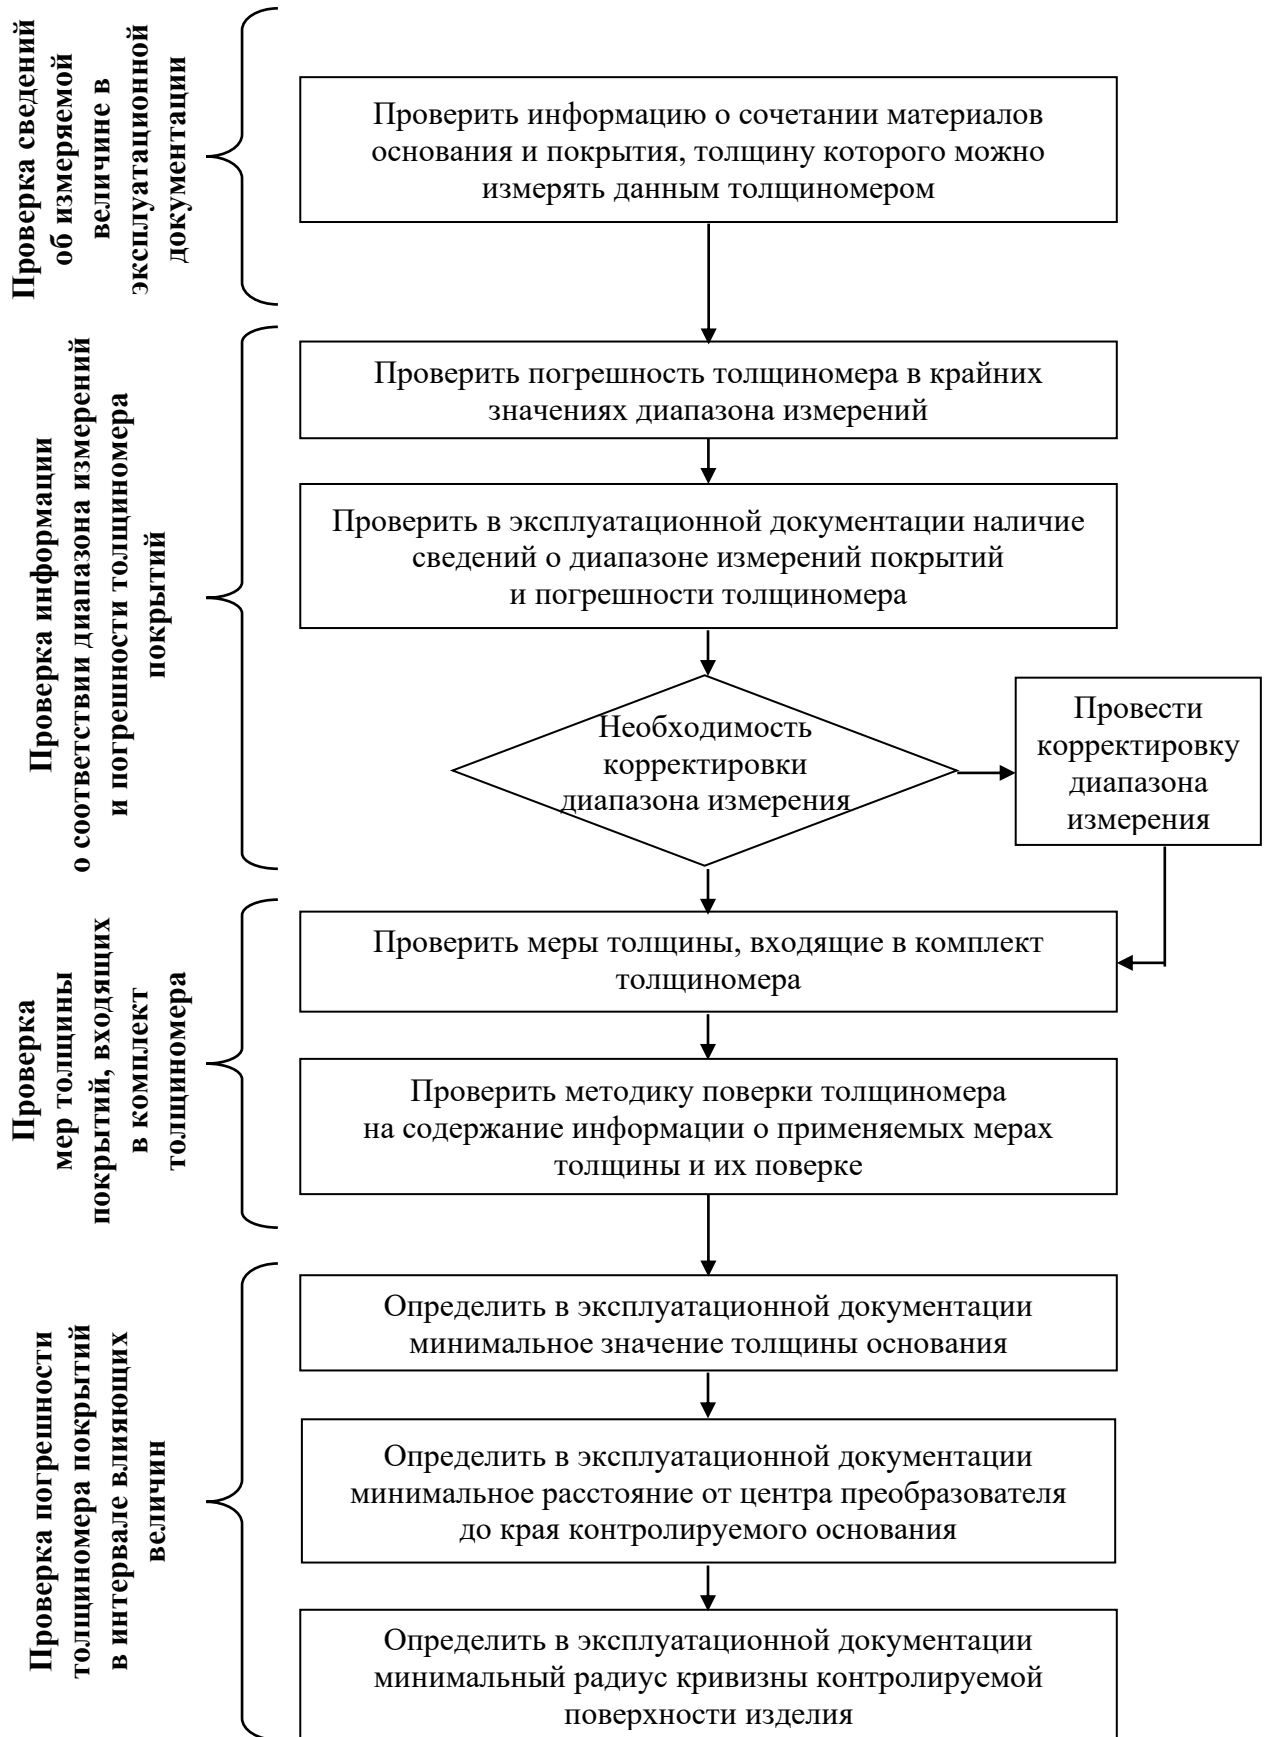 Проверка сведений
об измеряемой
величине в
эксплуатационной
документации
Проверить информацию о сочетании материалов
основания и покрытия, толщину которого можно
измерять данным толщиномером
Проверка информации
о соответствии диапазона измерений
и погрешности толщиномера
покрытий
Проверить погрешность толщиномера в крайних
значениях диапазона измерений
Проверить в эксплуатационной документации наличие
сведений о диапазоне измерений покрытий
и погрешности толщиномера
Необходимость
корректировки
диапазона измерения
Провести
корректировку
диапазона
измерения
Проверка
мер толщины
покрытий, входящих
в комплект
толщиномера
Проверить меры толщины, входящие в комплект
толщиномера
Проверить методику поверки толщиномера
на содержание информации о применяемых мерах
толщины и их поверке
Проверка погрешности
толщиномера покрытий
в интервале влияющих
величин
Определить в эксплуатационной документации
минимальное значение толщины основания
Определить в эксплуатационной документации
минимальное расстояние от центра преобразователя
до края контролируемого основания
Определить в эксплуатационной документации
минимальный радиус кривизны контролируемой
поверхности изделия